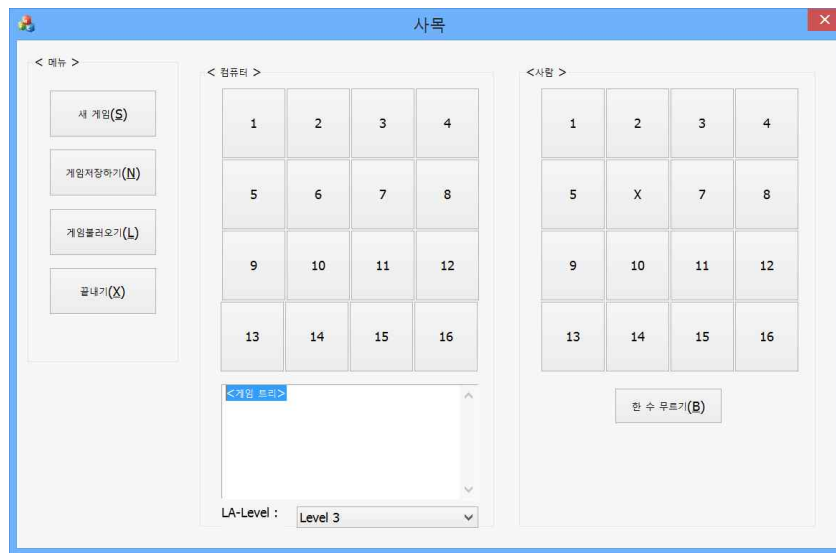 사목
< 메뉴 >
새 게임(S)
게임저장하기(N)
게임불러오기(L)
끝내기(X)
< 컴퓨터 >
1 2 3 4
5 6 7 8
9 10 11 12
13 14 15 16
<게임 트리>
LA-Level : Level 3
<사람 >
1 2 3 4
5 X 7 8
9 10 11 12
13 14 15 16
한 수 무르기(B)